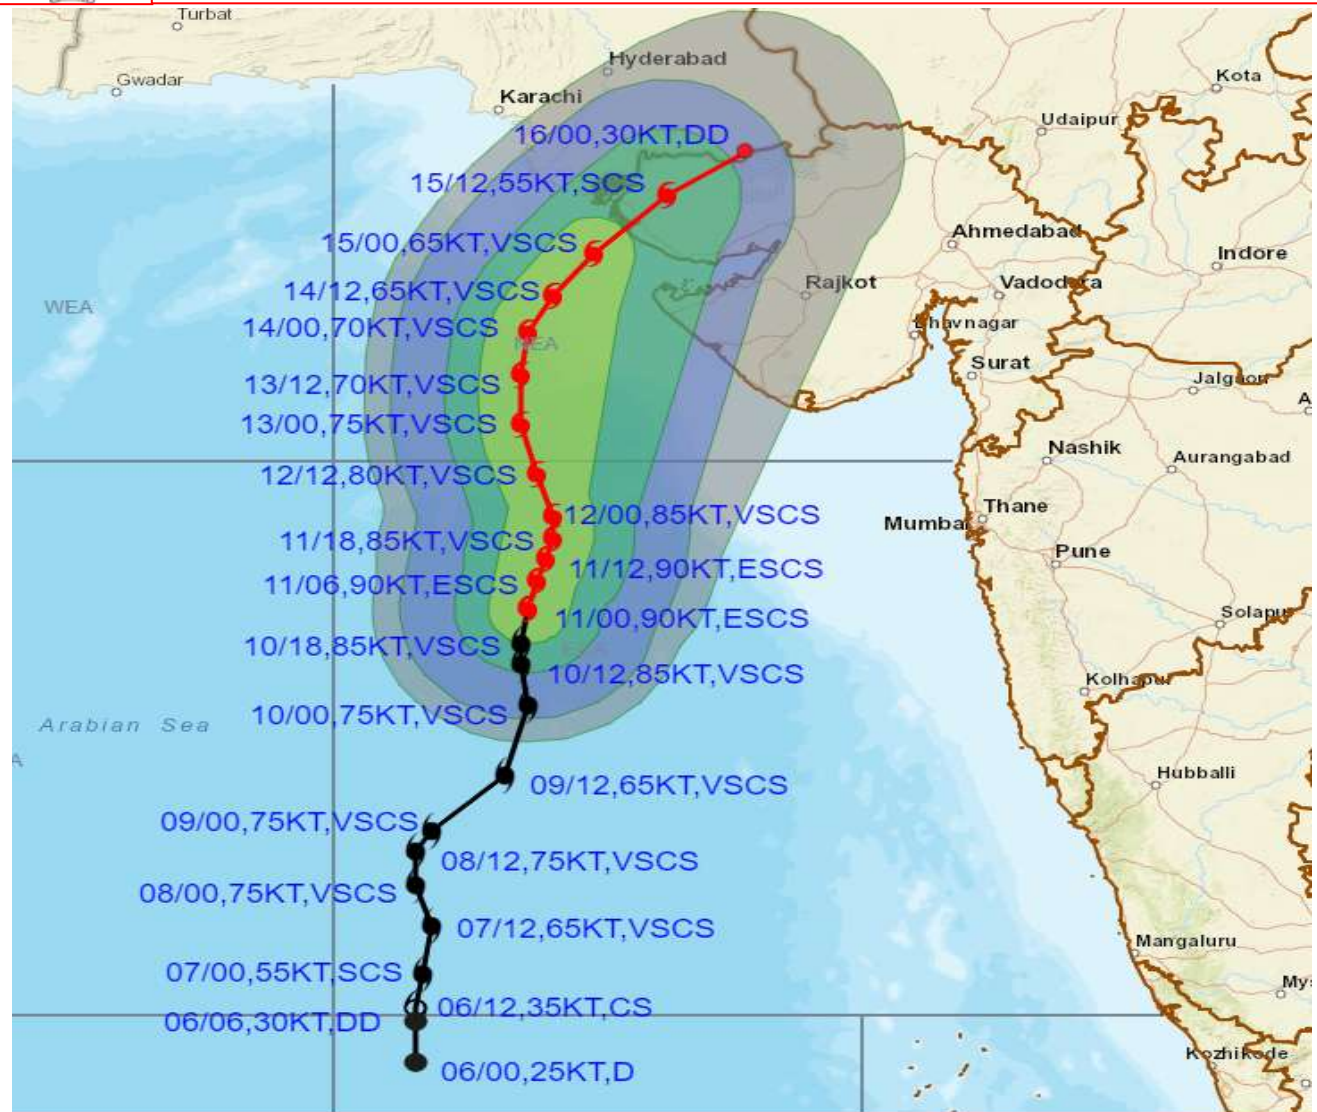 Turbat
Hyderabad
Gwadar
Kota
Karachi
Udaipur
16/00,30KT,DD
15/12,55KT,SCS
Ahmedabad
15/00,65KT,VSCS
Indore
Rajkot
Vadodara
14/12,65KT,VSCS
WEA
14/00,70KT,VSCS
Bhavnagar
NEA
Surat
13/12,70KT,VSCS
Jalgaon
A
13/00,75KT,VSCS
Nashik
Aurangabad
12/12,80KT,VSCS
12/00,85KT,VSCS
Thane
Mumbai
11/18,85KT,VSCS
Pune
11/12,90KT,ESCS
11/06,90KT,ESCS
Solapur
11/00,90KT,ESCS
10/18,85KT,VSCS
10/12,85KT,VSCS
Kolhapur
10/00,75KT,VSCS
Arabian Sea
A
Hubballi
09/12,65KT,VSCS
09/00,75KT,VSCS
08/12,75KT,VSCS
08/00,75KT,VSCS
07/12,65KT,VSCS
Mangaluru
07/00,55KT,SCS
Mys
06/12,35KT,CS
06/06,30KT,DD
Kozhikode
06/00,25KT,D